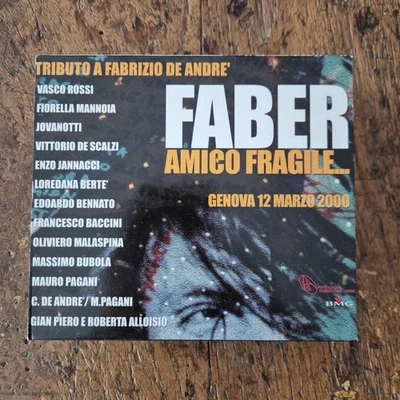 TRIBUTO A FABRIZIO DE ANDRE'
VASCO ROSSI
FIORELLA MANNOIA
JOVANOTTI
VITTORIO DE SCALZI
ENZO JANNACCI
LOREDANA BERTE'
EDOARDO BENNATO
FRANCESCO BACCINI
OLIVIERO MALASPINA
MASSIMO BUBOLA
MAURO PAGANI
C. DE ANDRE'/ M.PAGANI
GIAN PIERO E ROBERTA ALLOISIO
FABER
AMICO FRAGILE...
GENOVA 12 MARZO 2000
BMG